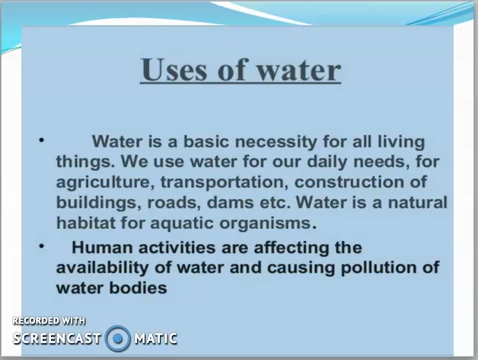 Uses of water
• Water is a basic necessity for all living
things. We use water for our daily needs, for
agriculture, transportation, construction of
buildings, roads, dams etc. Water is a natural
habitat for aquatic organisms.
• Human activities are affecting the
availability of water and causing pollution of
water bodies
RECORDED WITH
SCREENCAST MATIC